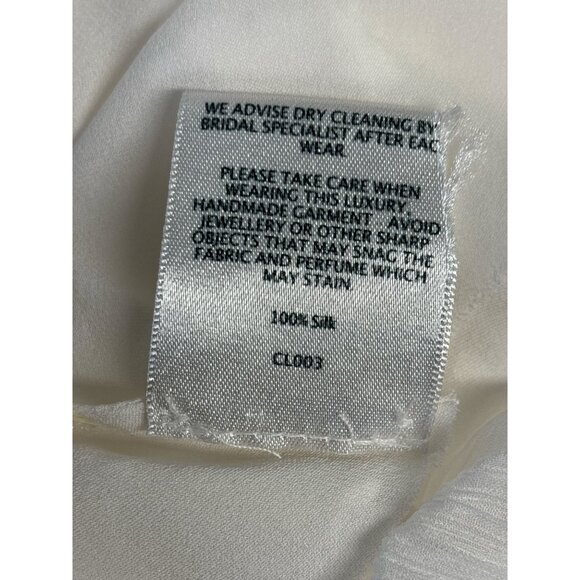 WE ADVISE DRY CLEANING BY
BRIDAL SPECIALIST AFTER EAC
WEAR
PLEASE TAKE CARE WHEN
WEARING THIS LUXURY,
HANDMADE GARMENT. AVOID
JEWELLERY OR OTHER SHARP
OBJECTS THAT MAY SNAG THE
FABRIC AND PERFUME WHICH
MAY STAIN.
100% Silk
CL003